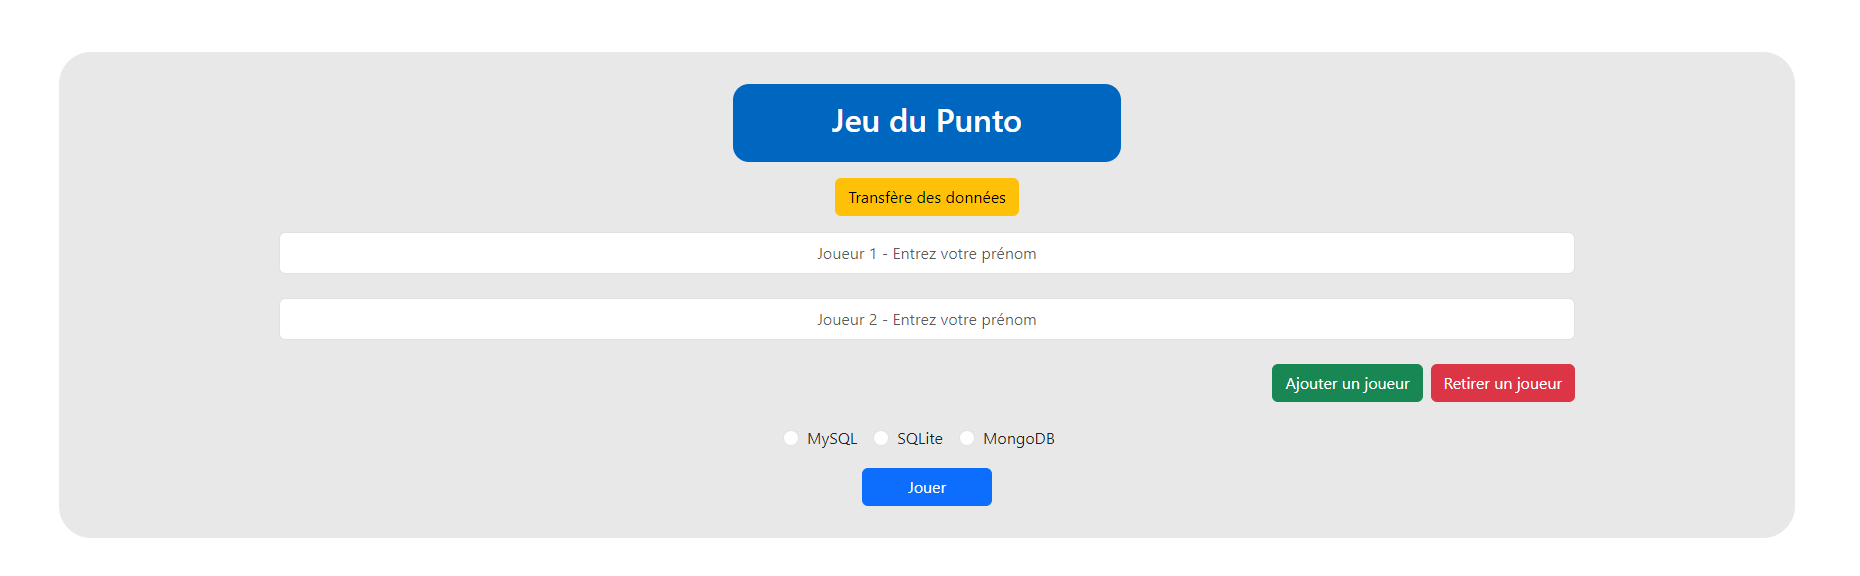 Jeu du Punto
Transfère des données
Joueur 1 - Entrez votre prénom
Joueur 2 - Entrez votre prénom
Ajouter un joueur Retirer un joueur
MySQL SQLite MongoDB
Jouer